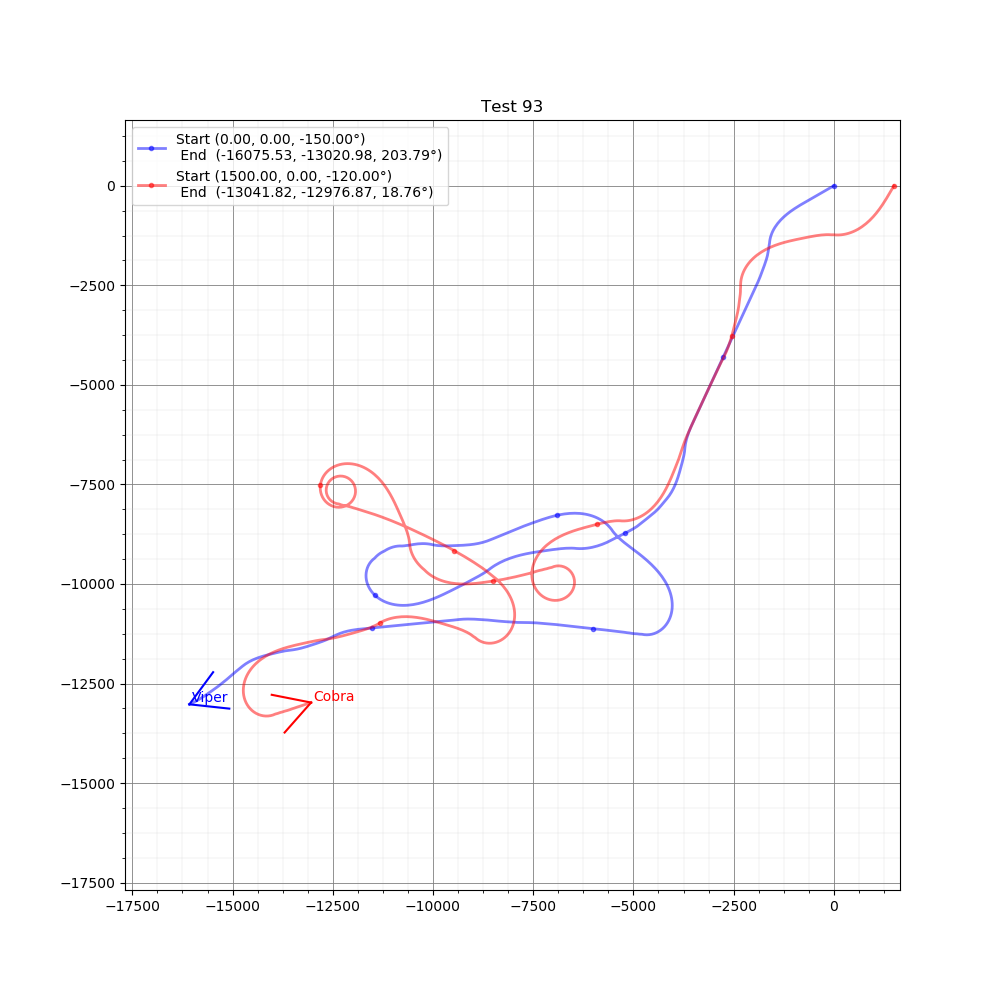 Test 93
Start (0.00, 0.00, -150.00°)
End (-16075.53, -13020.98, 203.79°)
Start (1500.00, 0.00, -120.00°)
End (-13041.82, -12976.87, 18.76°)
0
−2500
−5000
−7500
−10000
−12500
−15000
−17500
Viper
Cobra
−17500 −15000 −12500 −10000 −7500 −5000 −2500 0